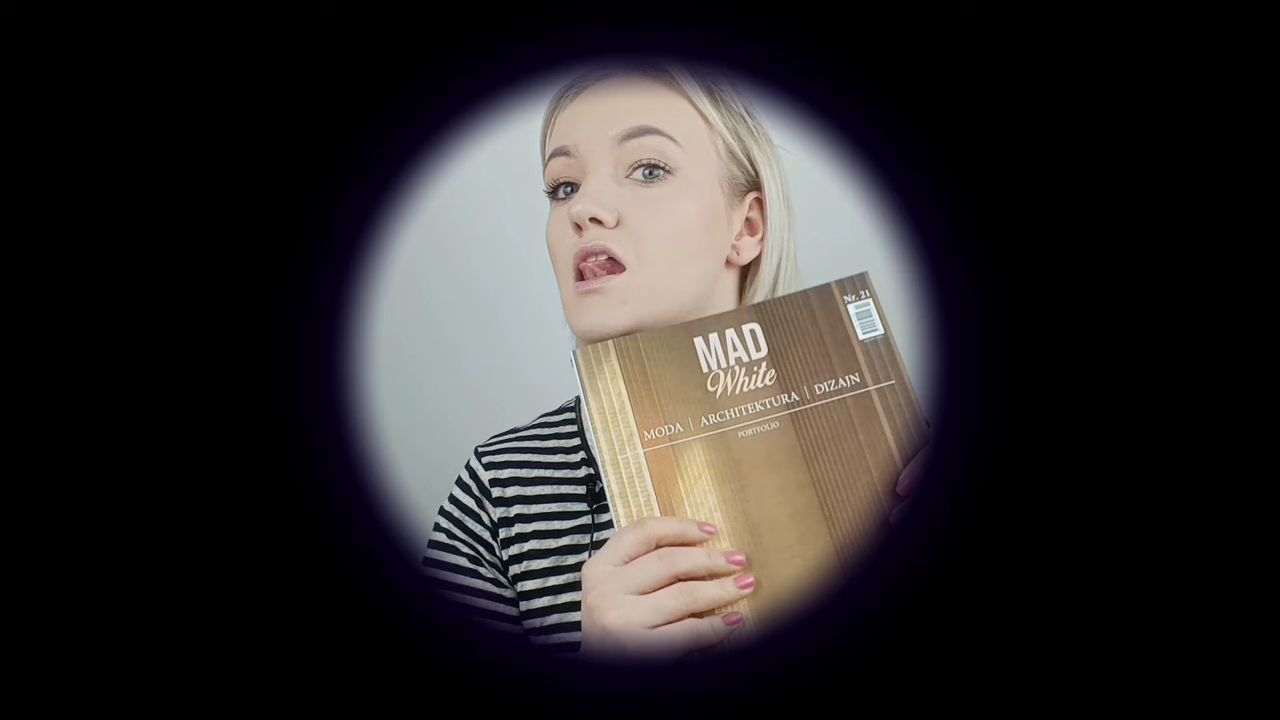 Nr. 21
MAD
White
MODA | ARCHITEKTURA | DIZAJN
PORTFOLIO